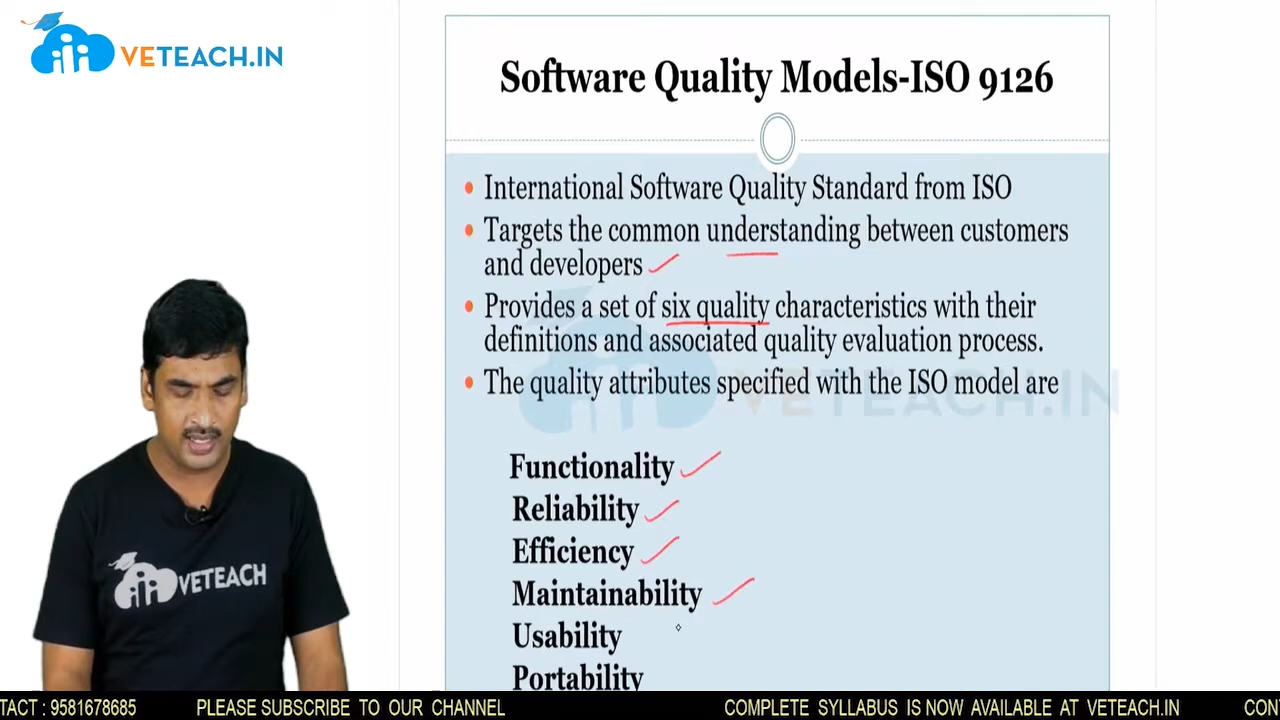 VETEACH.IN
Software Quality Models-ISO 9126
• International Software Quality Standard from ISO
• Targets the common understanding between customers
and developers
• Provides a set of six quality characteristics with their
definitions and associated quality evaluation process.
• The quality attributes specified with the ISO model are
VETEACH.IN
Functionality
Reliability
Efficiency
Maintainability
Usability
Portability
VETEACH
TACT : 9581678685 PLEASE SUBSCRIBE TO OUR CHANNEL COMPLETE SYLLABUS IS NOW AVAILABLE AT VETEACH.IN CON